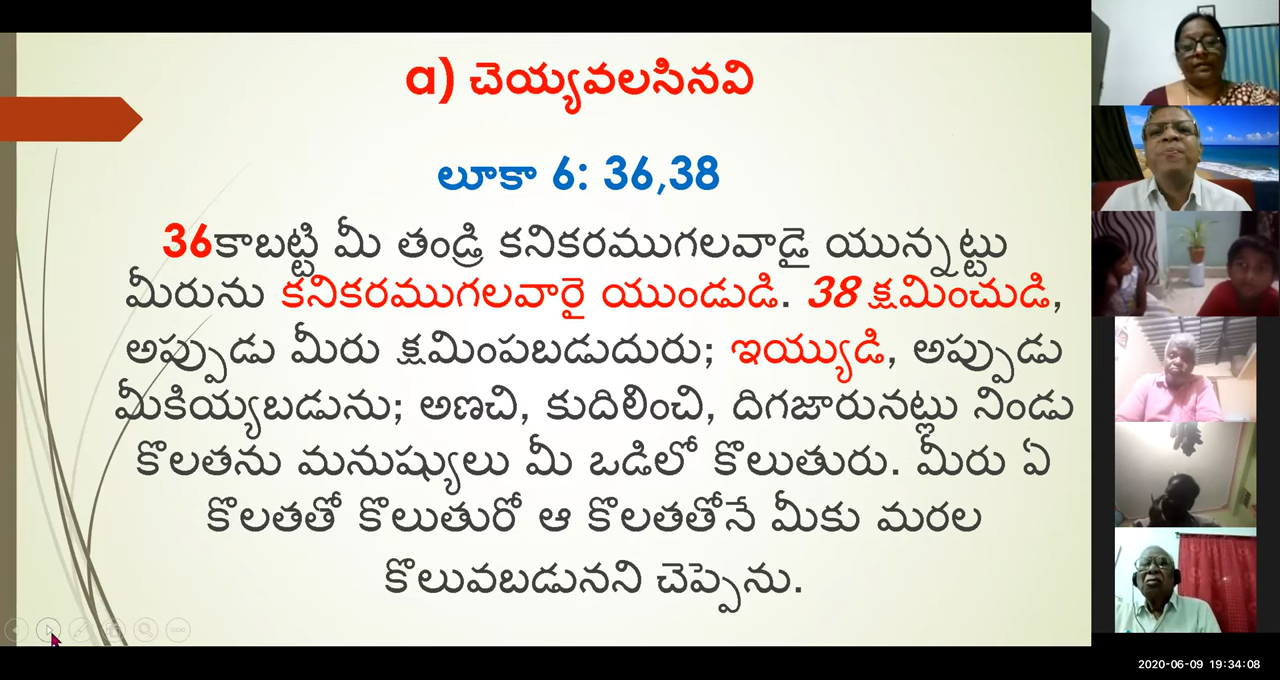 a) చెయ్యవలసినవి
లూకా 6: 36,38
36కాబట్టి మీ తండ్రి కనికరముగలవాడై యున్నట్టు
మీరును కనికరముగలవారై యుండుడి. 38 క్షమించుడి,
అప్పుడు మీరు క్షమింపబడుదురు; ఇయ్యుడి, అప్పుడు
మీకియ్యబడును; అణచి, కుదిలించి, దిగజారునట్లు నిండు
కొలతను మనుష్యులు మీ ఒడిలో కొలుతురు. మీరు ఏ
కొలతతో కొలుతురో ఆ కొలతతోనే మీకు మరల
కొలువబడునని చెప్పెను.
2020-06-09 19:34:08